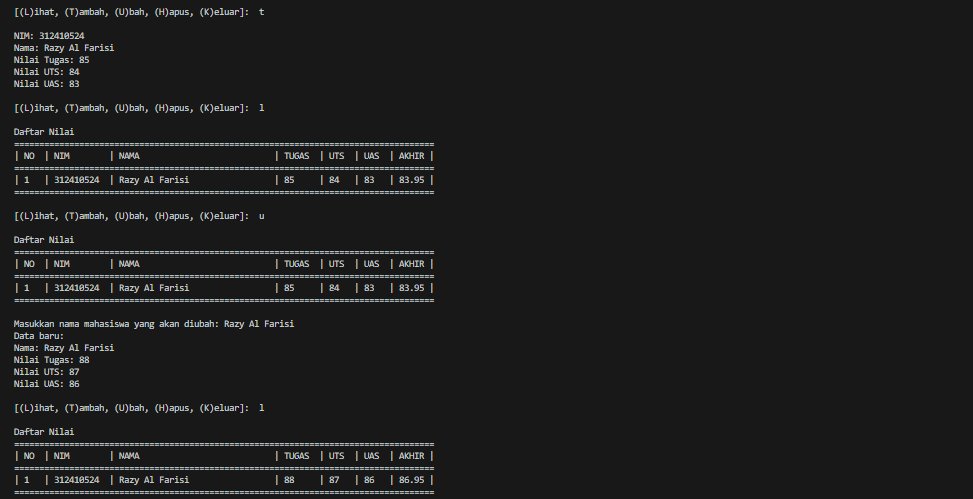 [(L)ihat, (T)ambah, (U)bah, (H)apus, (K)eluar]:  t
NIM: 312410524
Nama: Razy Al Farisi
Nilai Tugas: 85
Nilai UTS: 84
Nilai UAS: 83
[(L)ihat, (T)ambah, (U)bah, (H)apus, (K)eluar]:  l
Daftar Nilai
====================================================================================
| NO  | NIM        | NAMA                           | TUGAS  | UTS  | UAS  | AKHIR |
====================================================================================
| 1   | 312410524  | Razy Al Farisi                 | 85     | 84   | 83   | 83.95 |
====================================================================================
[(L)ihat, (T)ambah, (U)bah, (H)apus, (K)eluar]:  u
Daftar Nilai
====================================================================================
| NO  | NIM        | NAMA                           | TUGAS  | UTS  | UAS  | AKHIR |
====================================================================================
| 1   | 312410524  | Razy Al Farisi                 | 85     | 84   | 83   | 83.95 |
====================================================================================
Masukkan nama mahasiswa yang akan diubah: Razy Al Farisi
Data baru:
Nama: Razy Al Farisi
Nilai Tugas: 88
Nilai UTS: 87
Nilai UAS: 86
[(L)ihat, (T)ambah, (U)bah, (H)apus, (K)eluar]:  l
Daftar Nilai
====================================================================================
| NO  | NIM        | NAMA                           | TUGAS  | UTS  | UAS  | AKHIR |
====================================================================================
| 1   | 312410524  | Razy Al Farisi                 | 88     | 87   | 86   | 86.95 |
====================================================================================